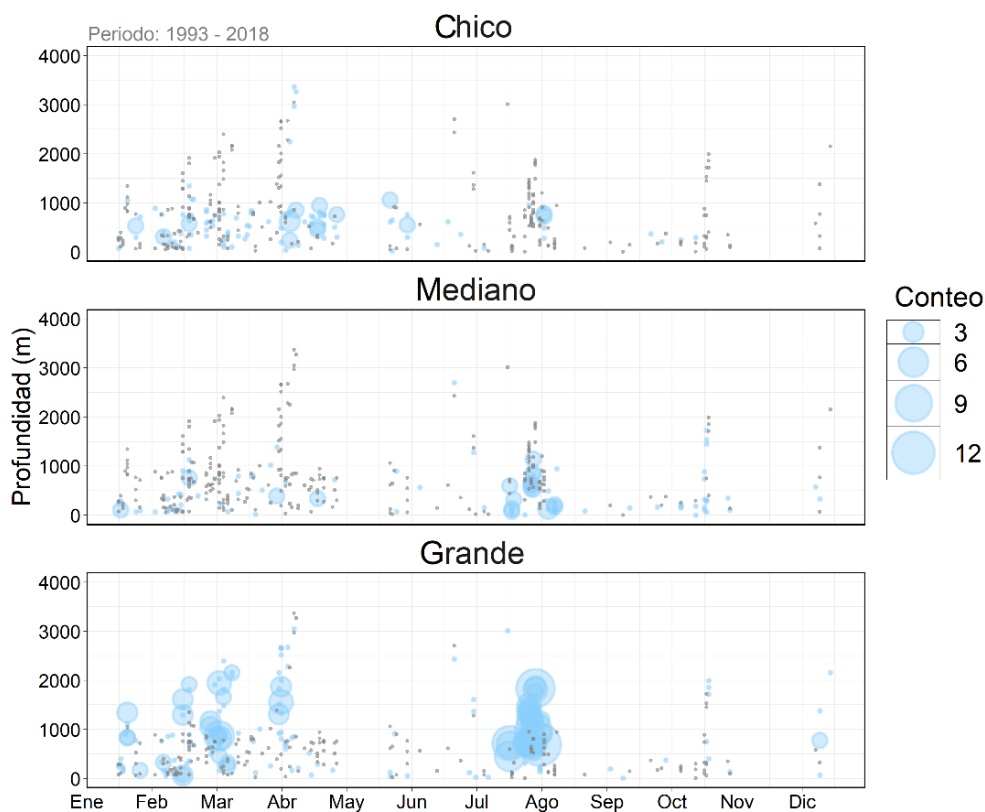 Chico
Periodo: 1993 - 2018
4000
3000
2000
1000
0
Mediano
4000
3000
2000
1000
0
Profundidad (m)
Conteo
3
6
9
12
Grande
4000
3000
2000
1000
0
Ene Feb Mar Abr May Jun Jul Ago Sep Oct Nov Dic